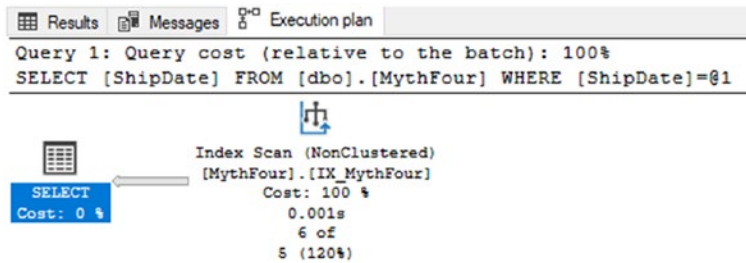 Results Messages Execution plan
Query 1: Query cost (relative to the batch): 100%
SELECT [ShipDate] FROM [dbo].[MythFour] WHERE [ShipDate]=@1
Index Scan (NonClustered)
[MythFour].[IX_MythFour]
Cost: 100 %
0.001s
6 of
5 (120%)
SELECT
Cost: 0 %